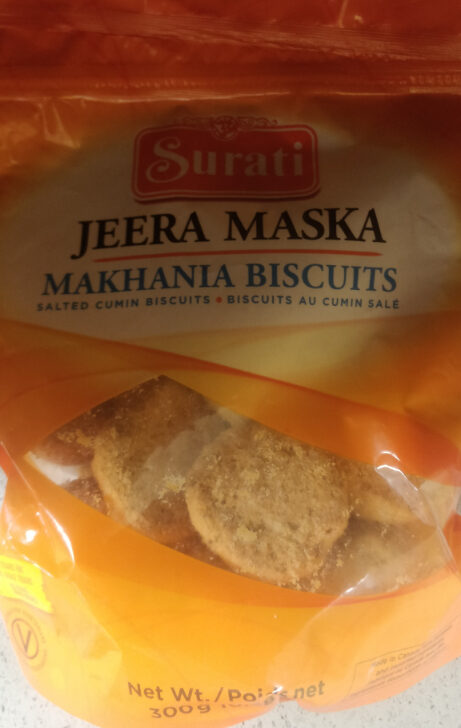 Surati
JEERA MASKA
MAKHANIA BISCUITS
SALTED CUMIN BISCUITS • BISCUITS AU CUMIN SALÉ
Net Wt. / Poids net
300g